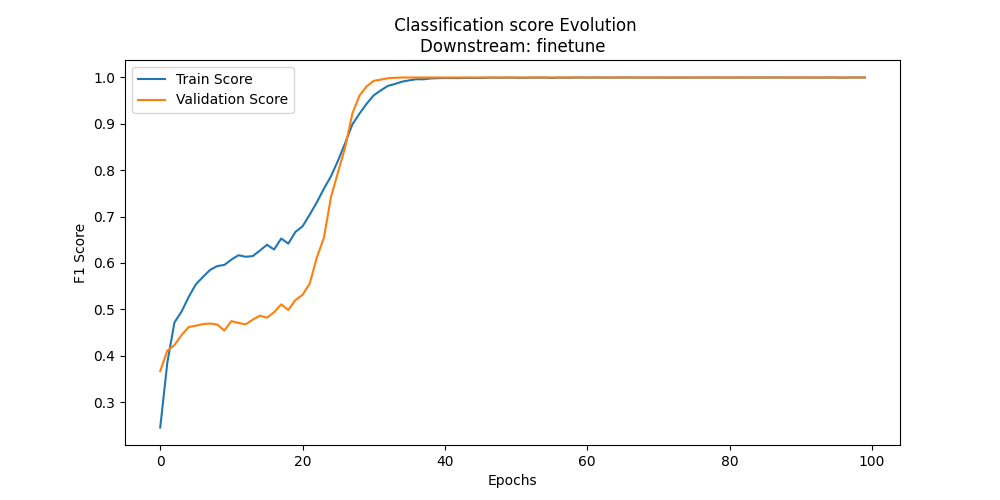 Classification score Evolution
Downstream: finetune
Train Score
Validation Score
F1 Score
1.0
0.9
0.8
0.7
0.6
0.5
0.4
0.3
0 20 40 60 80 100
Epochs